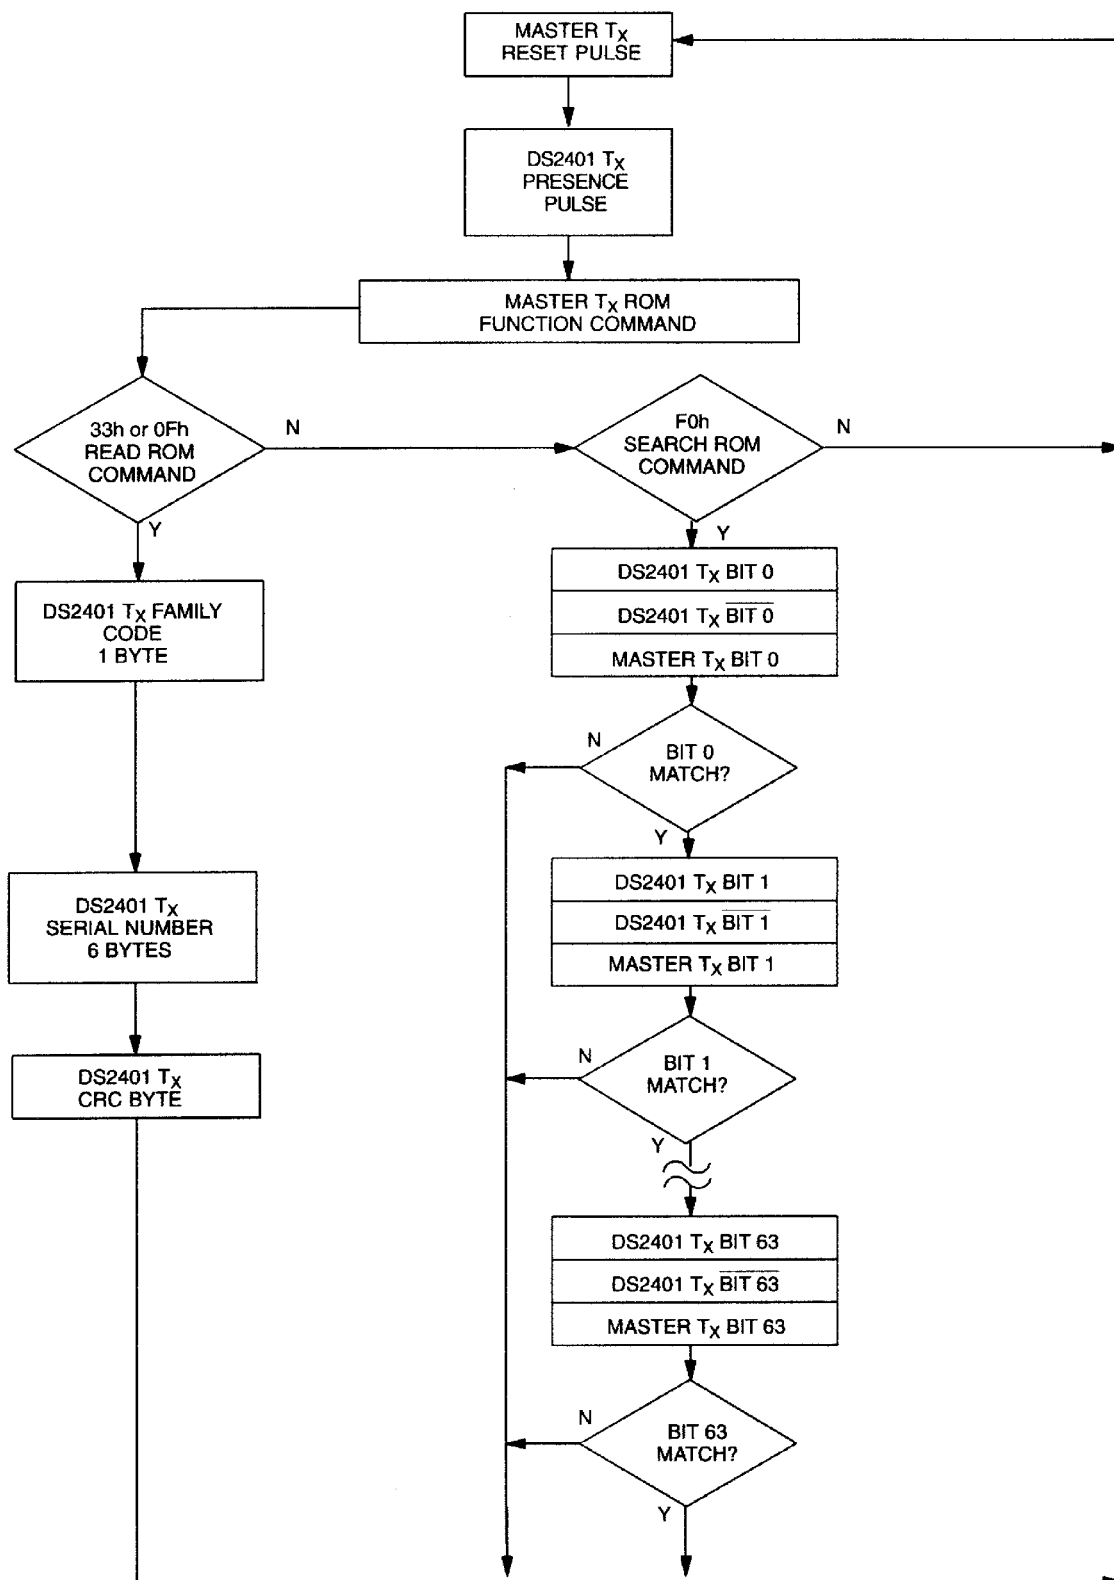 MASTER TX
RESET PULSE
DS2401 TX
PRESENCE
PULSE
MASTER TX ROM
FUNCTION COMMAND
33h or 0Fh
READ ROM
COMMAND
N
Y
F0h
SEARCH ROM
COMMAND
N
Y
DS2401 TX FAMILY
CODE
1 BYTE
DS2401 TX
SERIAL NUMBER
6 BYTES
DS2401 TX
CRC BYTE
DS2401 TX BIT 0
DS2401 TX BIT 0
MASTER TX BIT 0
N
BIT 0
MATCH?
Y
DS2401 TX BIT 1
DS2401 TX BIT 1
MASTER TX BIT 1
N
BIT 1
MATCH?
Y
DS2401 TX BIT 63
DS2401 TX BIT 63
MASTER TX BIT 63
N
BIT 63
MATCH?
Y